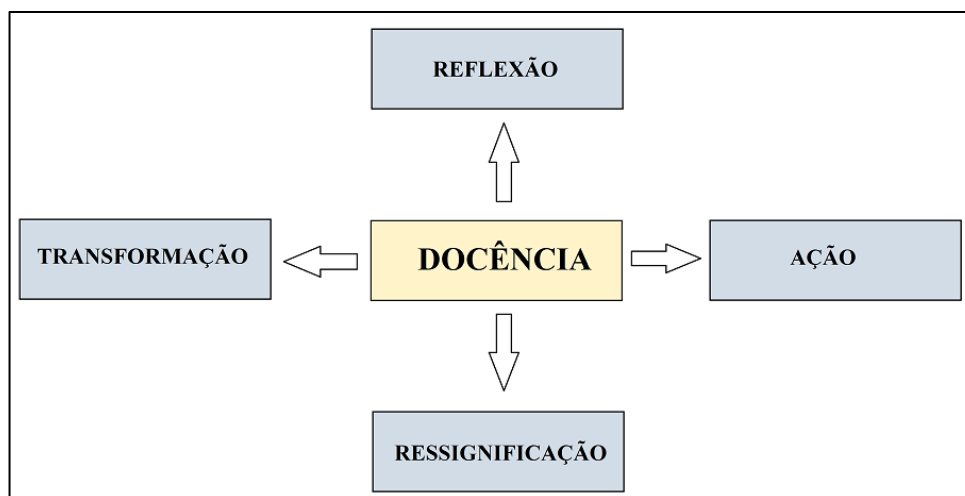 REFLEXÃO
TRANSFORMAÇÃO
DOCÊNCIA
AÇÃO
RESSIGNIFICAÇÃO